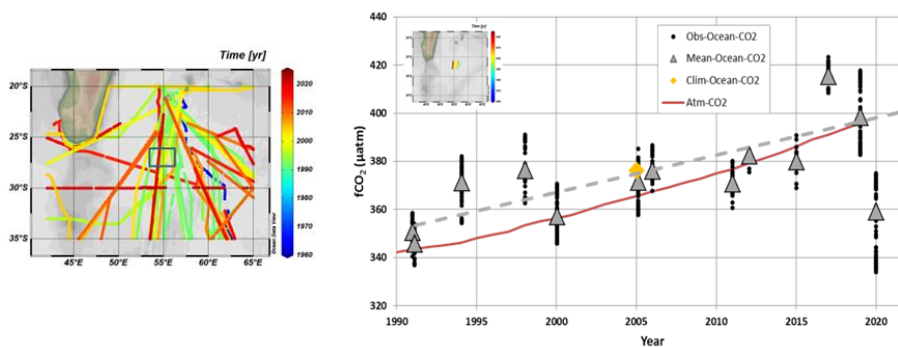 Time [yr]
20°S
25°S
30°S
35°S
45°E
50°E
55°E
60°E
65°E
2020
2010
2000
1990
1980
1970
1960
Ocean Data View
440
420
400
380
360
340
320
fCO₂ (µatm)
Time [yr]
Obs-Ocean-CO2
Mean-Ocean-CO2
Clim-Ocean-CO2
Atm-CO2
1990
1995
2000
2005
2010
2015
2020
Year